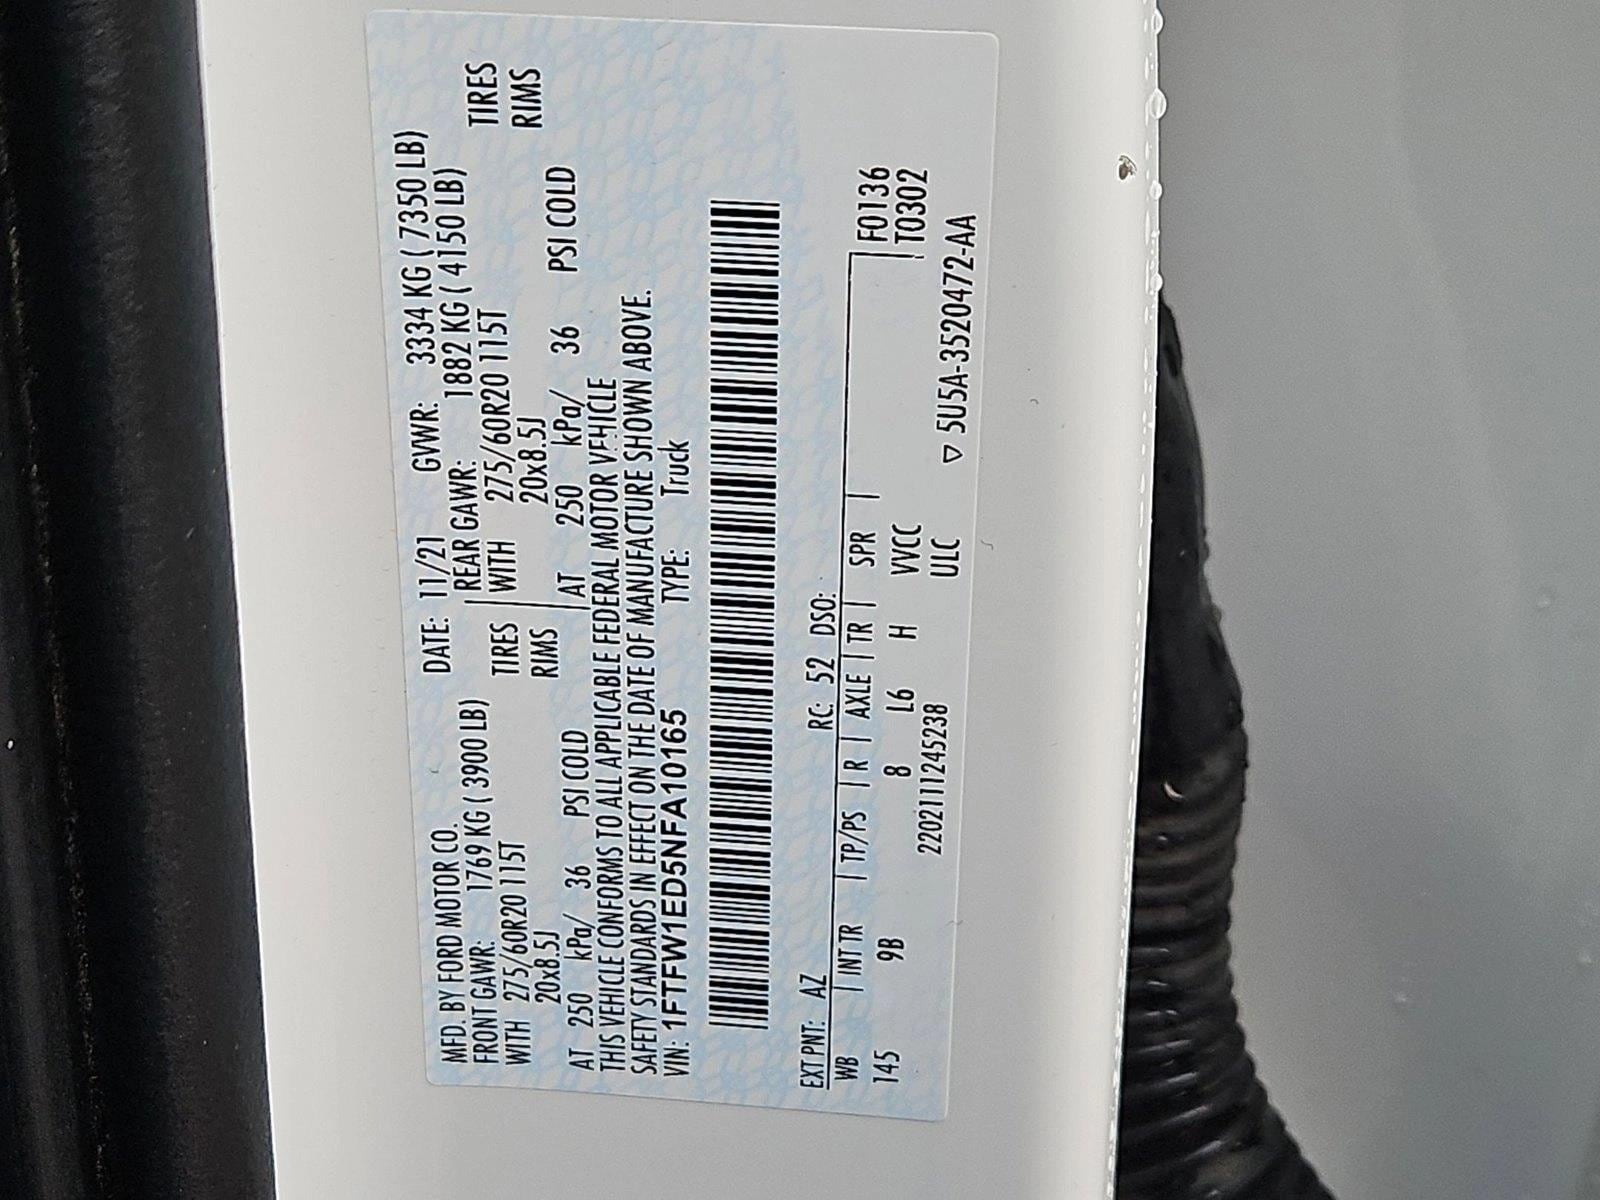 MFD. BY FORD MOTOR CO. DATE: 11/21 GVWR: 3334 KG ( 7350 LB)
FRONT GAWR: 1769 KG ( 3900 LB) REAR GAWR: 1882 KG ( 4150 LB)
WITH 275/60R20 115T TIRES WITH 275/60R20 115T TIRES
20x8.5J RIMS 20x8.5J RIMS
AT 250 kPa/ 36 PSI COLD AT 250 kPa/ 36 PSI COLD
THIS VEHICLE CONFORMS TO ALL APPLICABLE FEDERAL MOTOR VEHICLE
SAFETY STANDARDS IN EFFECT ON THE DATE OF MANUFACTURE SHOWN ABOVE.
VIN: 1FTFW1ED5NFA10165 TYPE: Truck
EXT PNT: AZ RC: 52 DSO:
WB | INT TR | TP/PS | R | AXLE | TR | SPR | F0136
145 9B 8 L6 H VVCC T0302
2202111245238 ULC ▽ 5U5A-3520472-AA